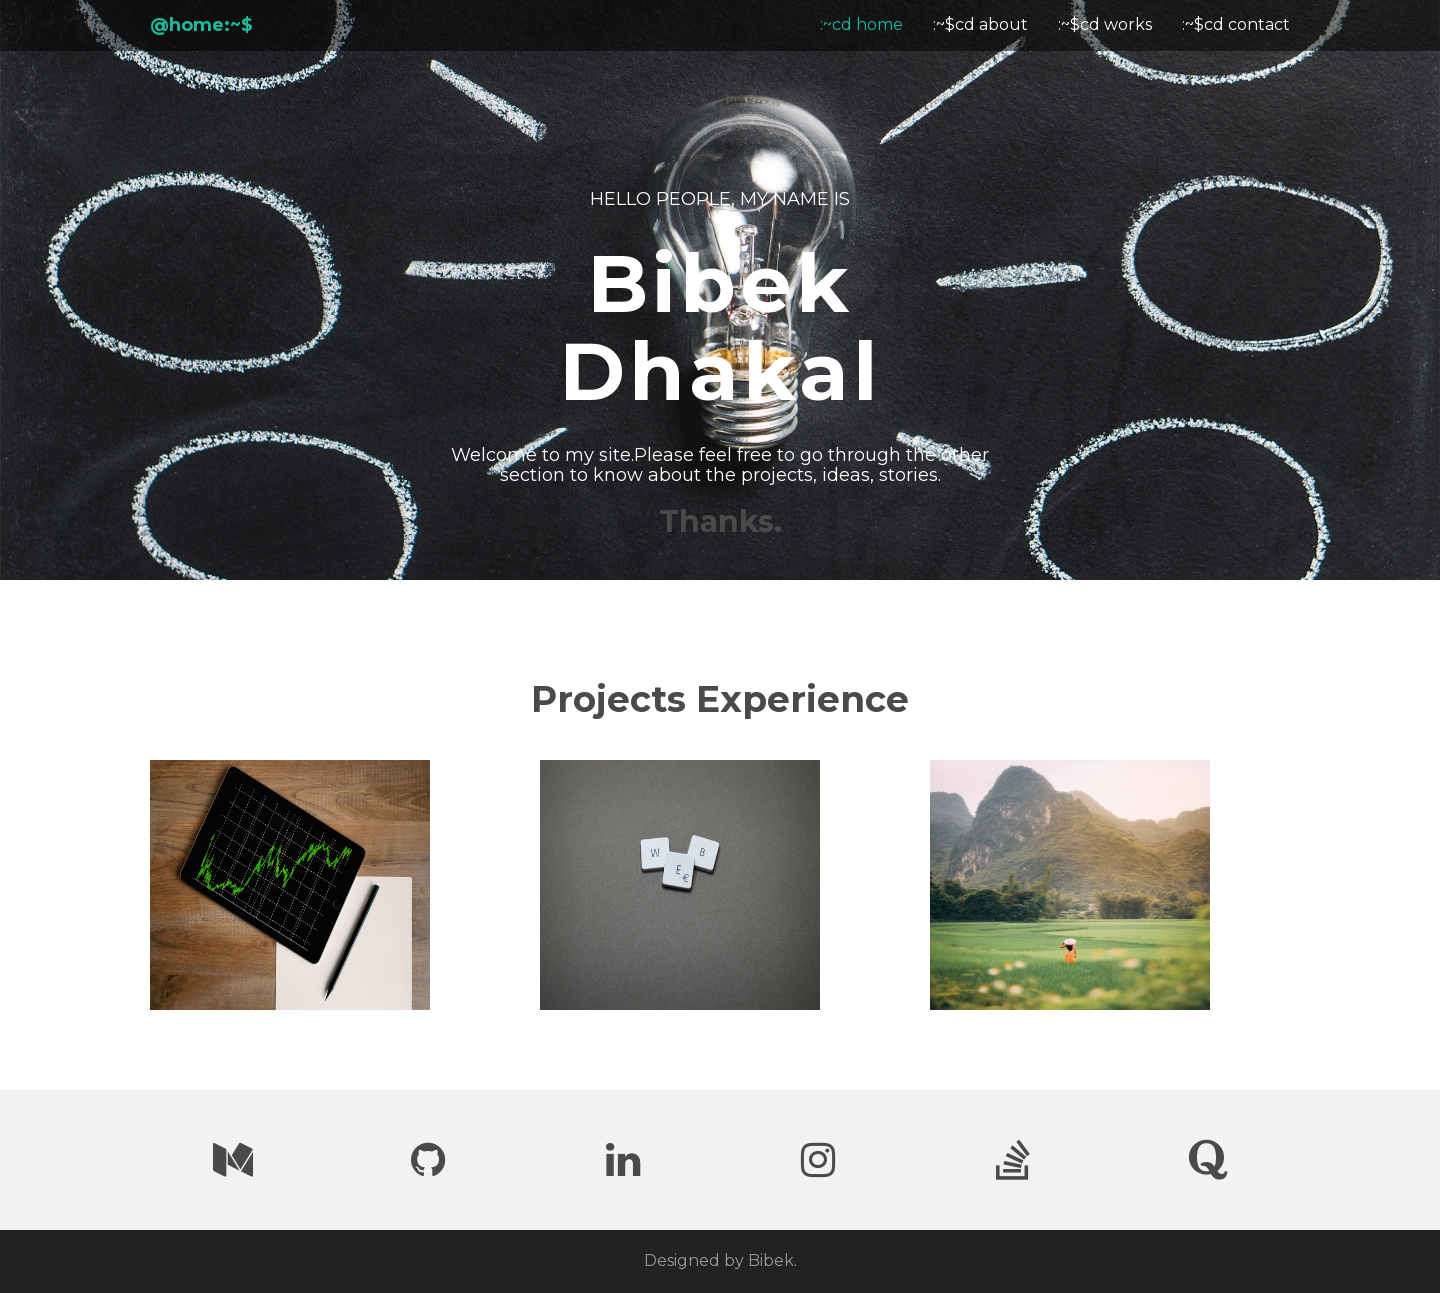 @home:~$
:~cd home
:~$cd about
:~$cd works
:~$cd contact
HELLO PEOPLE, MY NAME IS
Bibek
Dhakal
Welcome to my site.Please feel free to go through the other
section to know about the projects, ideas, stories.
Thanks.
Projects Experience
W
B
E
€
Designed by Bibek.